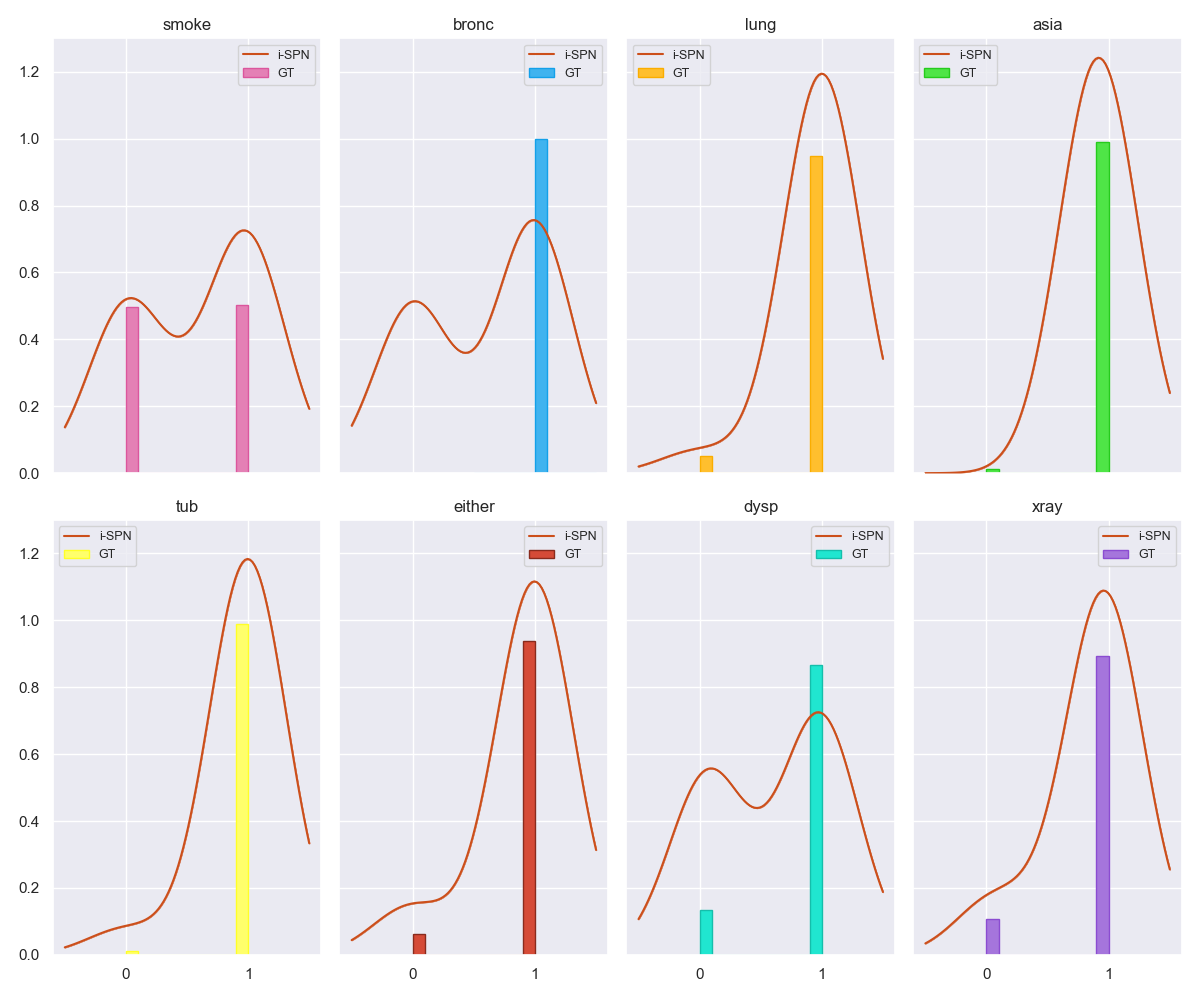 smoke
bronc
lung
asia
i-SPN
GT
i-SPN
GT
i-SPN
GT
i-SPN
GT
1.2
1.0
0.8
0.6
0.4
0.2
0.0
tub
either
dysp
xray
i-SPN
GT
i-SPN
GT
i-SPN
GT
i-SPN
GT
1.2
1.0
0.8
0.6
0.4
0.2
0.0
0 1
0 1
0 1
0 1